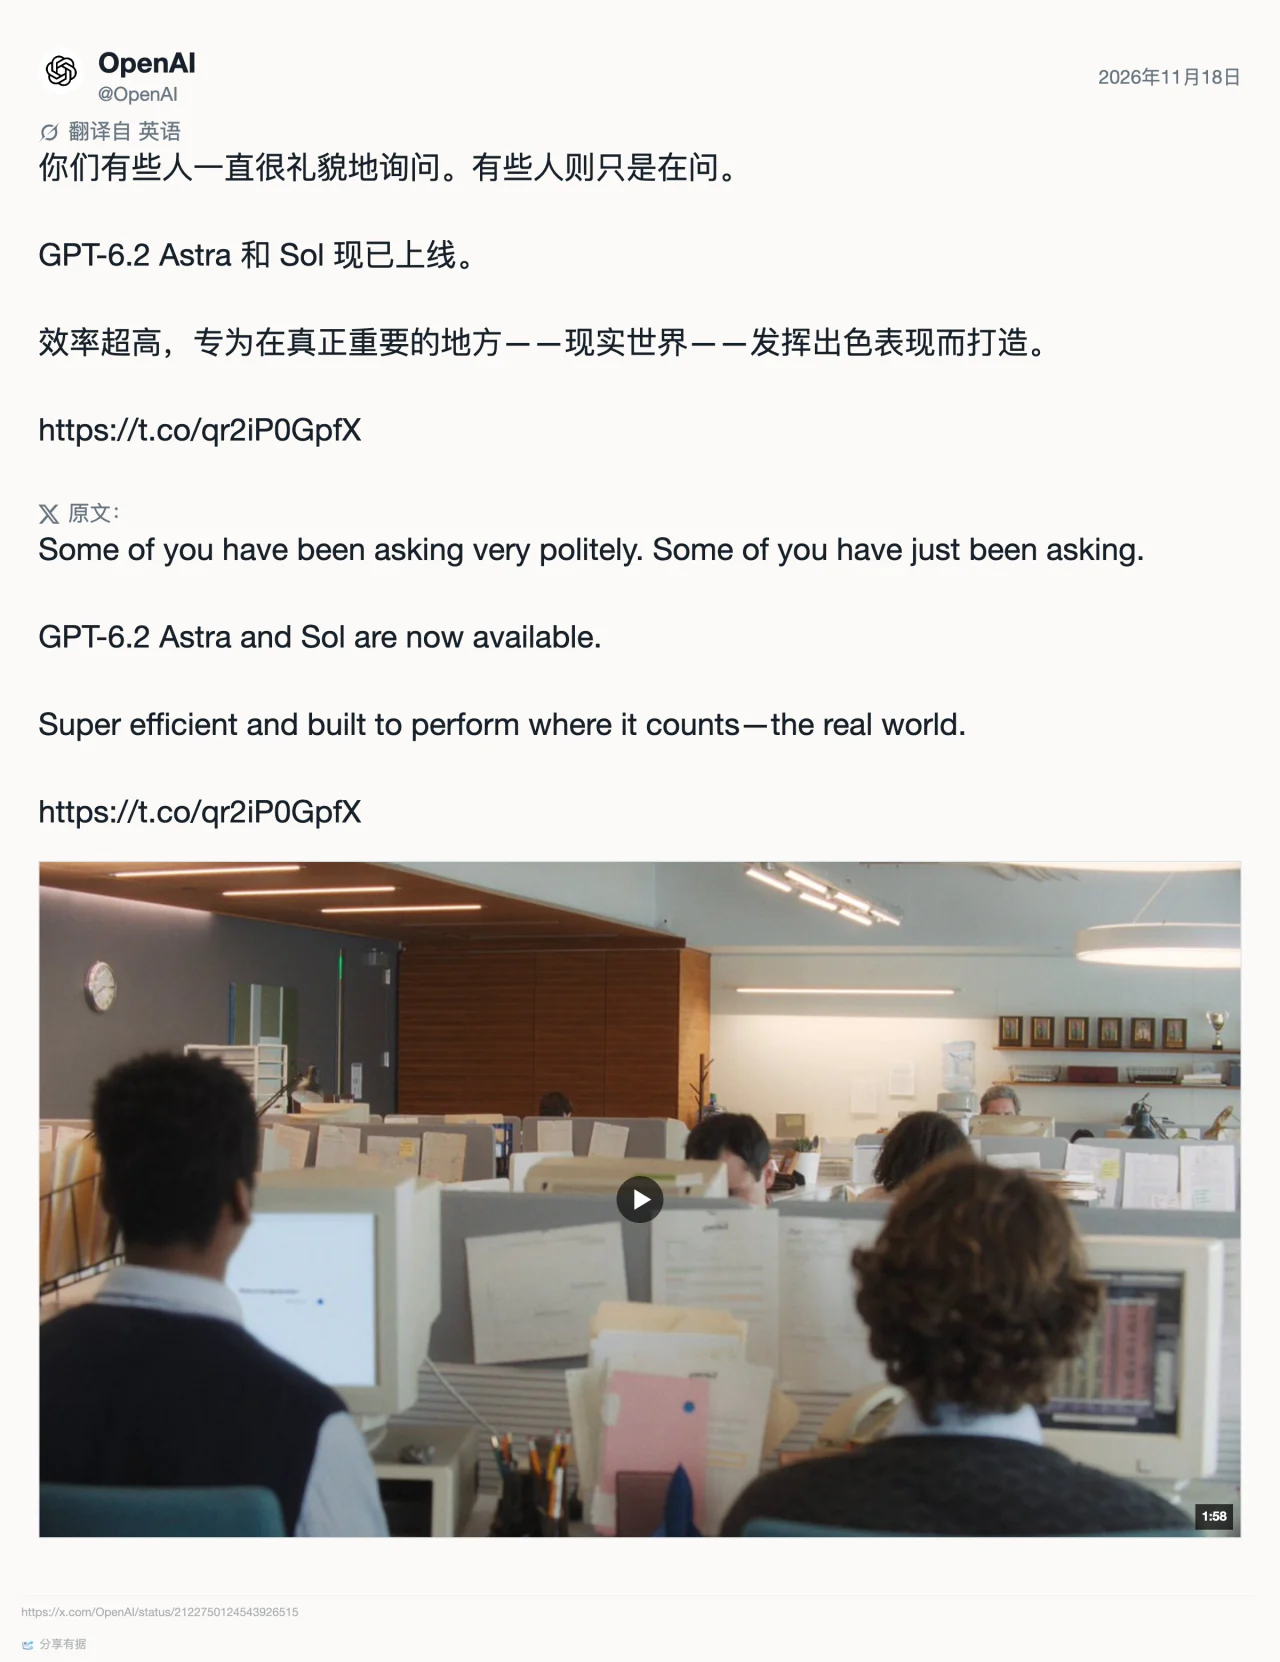 OpenAI
@OpenAI
2026年11月18日
翻译自 英语
你们有些人一直很礼貌地询问。有些人则只是在问。
GPT-6.2 Astra 和 Sol 现已上线。
效率超高，专为在真正重要的地方——现实世界——发挥出色表现而打造。
https://t.co/qr2iP0GpfX
原文：
Some of you have been asking very politely. Some of you have just been asking.
GPT-6.2 Astra and Sol are now available.
Super efficient and built to perform where it counts—the real world.
https://t.co/qr2iP0GpfX
1:58
https://x.com/OpenAI/status/2122750124543926515
分享有据